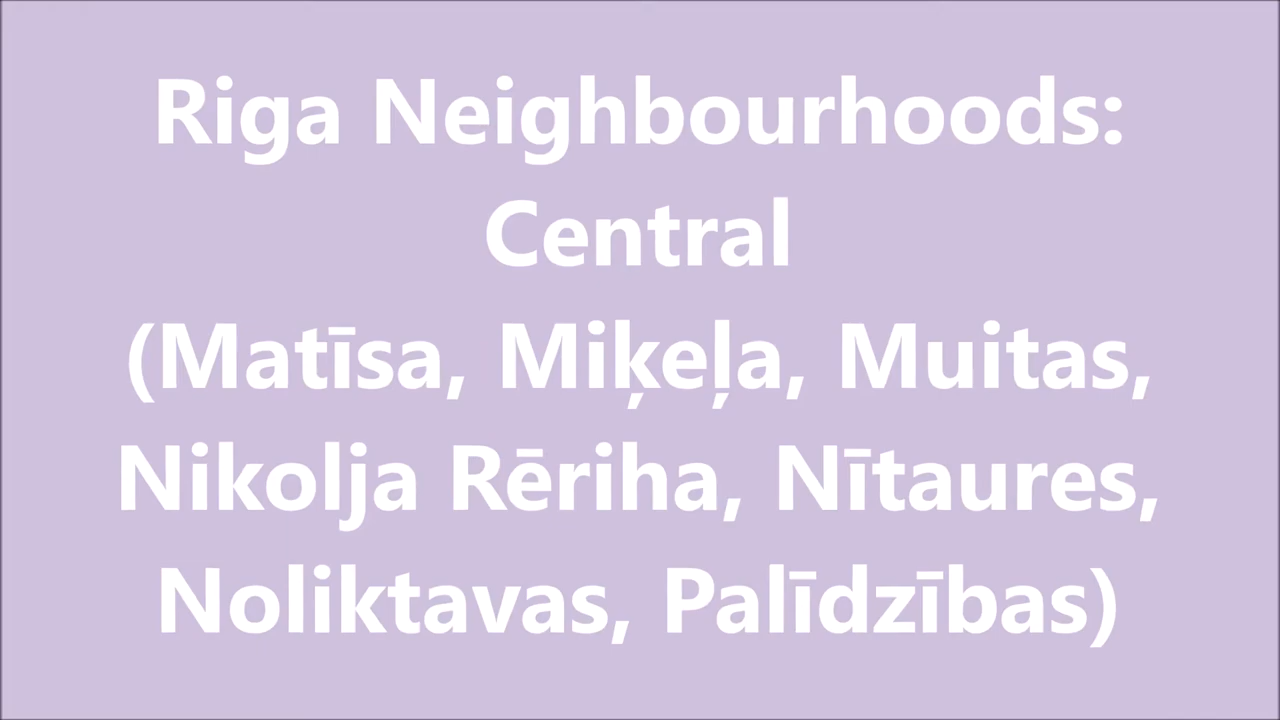 Riga Neighbourhoods:
Central
(Matīsa, Miķeļa, Muitas,
Nikolja Rēriha, Nītaures,
Noliktavas, Palīdzības)